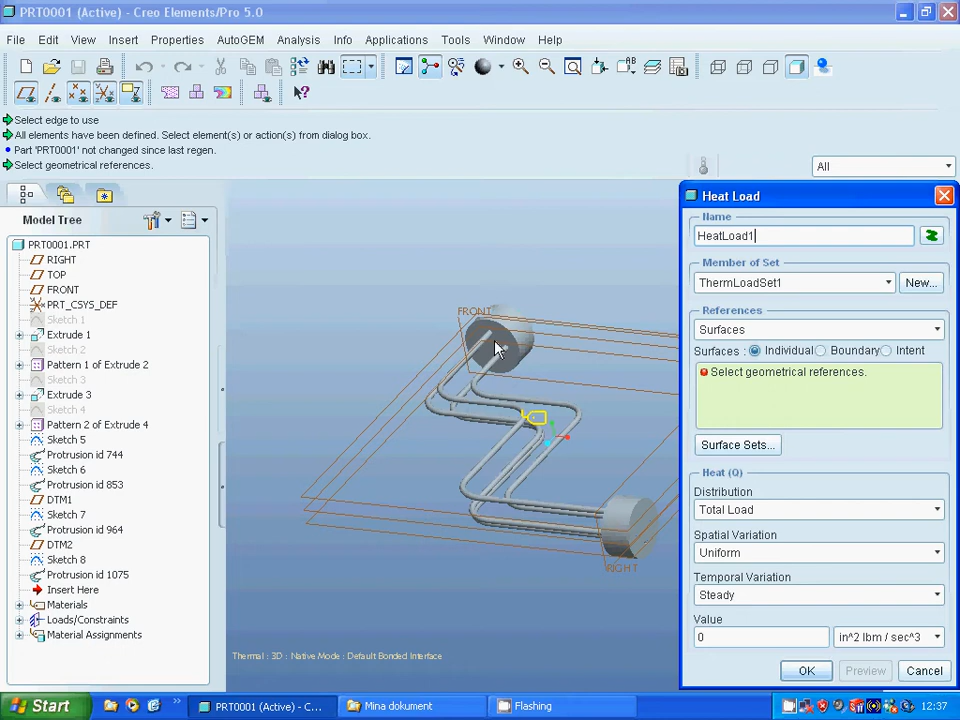 PRT0001 (Active) - Creo Elements/Pro 5.0
File Edit View Insert Properties AutoGEM Analysis Info Applications Tools Window Help
Select edge to use
All elements have been defined. Select element(s) or action(s) from dialog box.
Part 'PRT0001' not changed since last regen.
Select geometrical references.
All
Model Tree
PRT0001.PRT
RIGHT
TOP
FRONT
PRT_CSYS_DEF
Sketch 1
Extrude 1
Sketch 2
Pattern 1 of Extrude 2
Sketch 3
Extrude 3
Sketch 4
Pattern 2 of Extrude 4
Sketch 5
Protrusion id 744
Sketch 6
Protrusion id 853
DTM1
Sketch 7
Protrusion id 964
DTM2
Sketch 8
Protrusion id 1075
Insert Here
Materials
Loads/Constraints
Material Assignments
FRONT
RIGHT
Thermal : 3D : Native Mode : Default Bonded Interface
Heat Load
Name
HeatLoad1
Member of Set
ThermLoadSet1 New...
References
Surfaces
Surfaces: Individual Boundary Intent
Select geometrical references.
Surface Sets...
Heat (Q)
Distribution
Total Load
Spatial Variation
Uniform
Temporal Variation
Steady
Value
0 in^2 lbm / sec^3
OK Preview Cancel
Start PRT0001 (Active) - C... Mina dokument Flashing 12:37